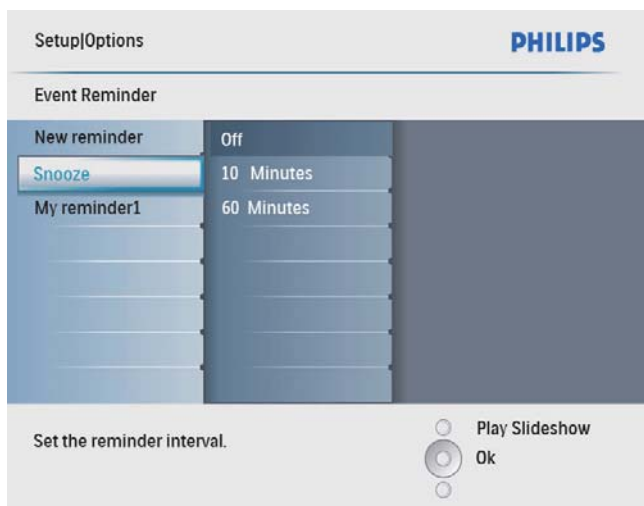 Setup|Options
PHILIPS
Event Reminder
New reminder
Off
Snooze
10 Minutes
My reminder1
60 Minutes
Set the reminder interval.
Play Slideshow
Ok